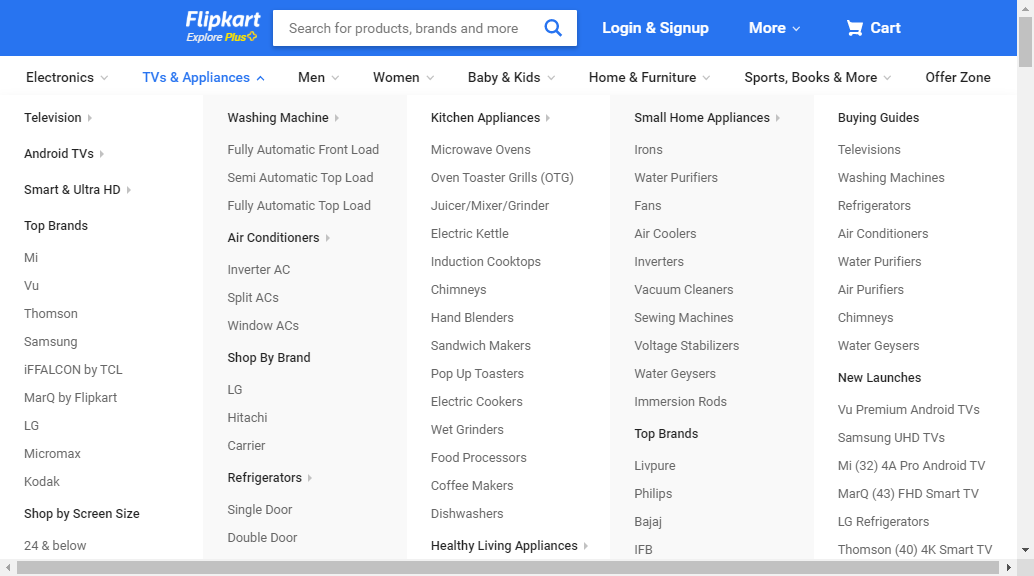 Flipkart
Explore Plus
Search for products, brands and more
Login & Signup
More
Cart
Electronics
TVs & Appliances
Men
Women
Baby & Kids
Home & Furniture
Sports, Books & More
Offer Zone
Television
Android TVs
Smart & Ultra HD
Top Brands
Mi
Vu
Thomson
Samsung
iFFALCON by TCL
MarQ by Flipkart
LG
Micromax
Kodak
Shop by Screen Size
24 & below
Washing Machine
Fully Automatic Front Load
Semi Automatic Top Load
Fully Automatic Top Load
Air Conditioners
Inverter AC
Split ACs
Window ACs
Shop By Brand
LG
Hitachi
Carrier
Refrigerators
Single Door
Double Door
Kitchen Appliances
Microwave Ovens
Oven Toaster Grills (OTG)
Juicer/Mixer/Grinder
Electric Kettle
Induction Cooktops
Chimneys
Hand Blenders
Sandwich Makers
Pop Up Toasters
Electric Cookers
Wet Grinders
Food Processors
Coffee Makers
Dishwashers
Healthy Living Appliances
Small Home Appliances
Irons
Water Purifiers
Fans
Air Coolers
Inverters
Vacuum Cleaners
Sewing Machines
Voltage Stabilizers
Water Geysers
Immersion Rods
Top Brands
Livpure
Philips
Bajaj
IFB
Buying Guides
Televisions
Washing Machines
Refrigerators
Air Conditioners
Water Purifiers
Air Purifiers
Chimneys
Water Geysers
New Launches
Vu Premium Android TVs
Samsung UHD TVs
Mi (32) 4A Pro Android TV
MarQ (43) FHD Smart TV
LG Refrigerators
Thomson (40) 4K Smart TV